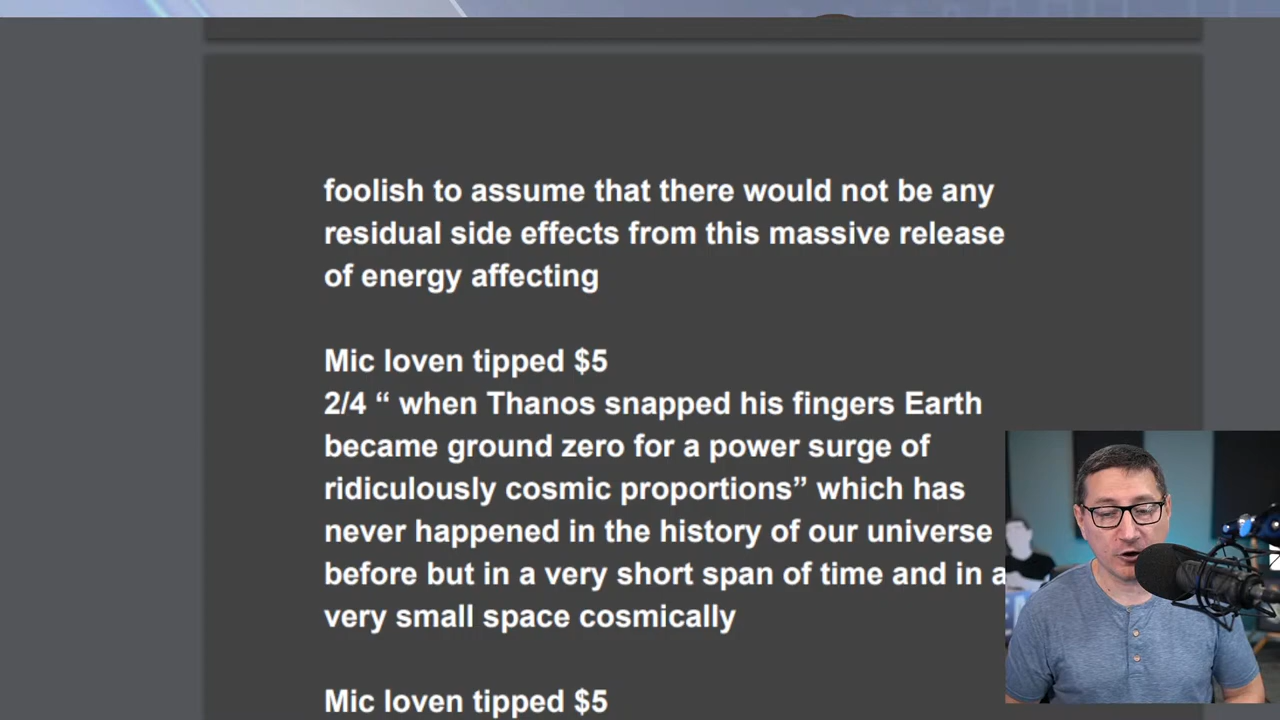 foolish to assume that there would not be any
residual side effects from this massive release
of energy affecting
Mic loven tipped $5
2/4 “ when Thanos snapped his fingers Earth
became ground zero for a power surge of
ridiculously cosmic proportions” which has
never happened in the history of our universe
before but in a very short span of time and in a
very small space cosmically
Mic loven tipped $5